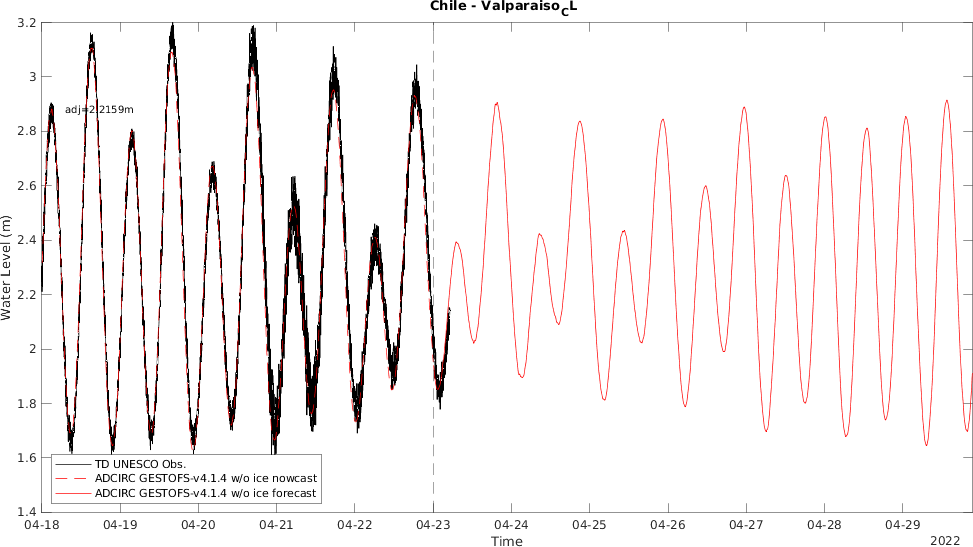 Chile - Valparaiso_CL
3.2
3
2.8
2.6
2.4
2.2
2
1.8
1.6
1.4
Water Level (m)
adj=2.2159m
TD UNESCO Obs.
ADCIRC GESTOFS-v4.1.4 w/o ice nowcast
ADCIRC GESTOFS-v4.1.4 w/o ice forecast
04-18 04-19 04-20 04-21 04-22 04-23 04-24 04-25 04-26 04-27 04-28 04-29
Time
2022